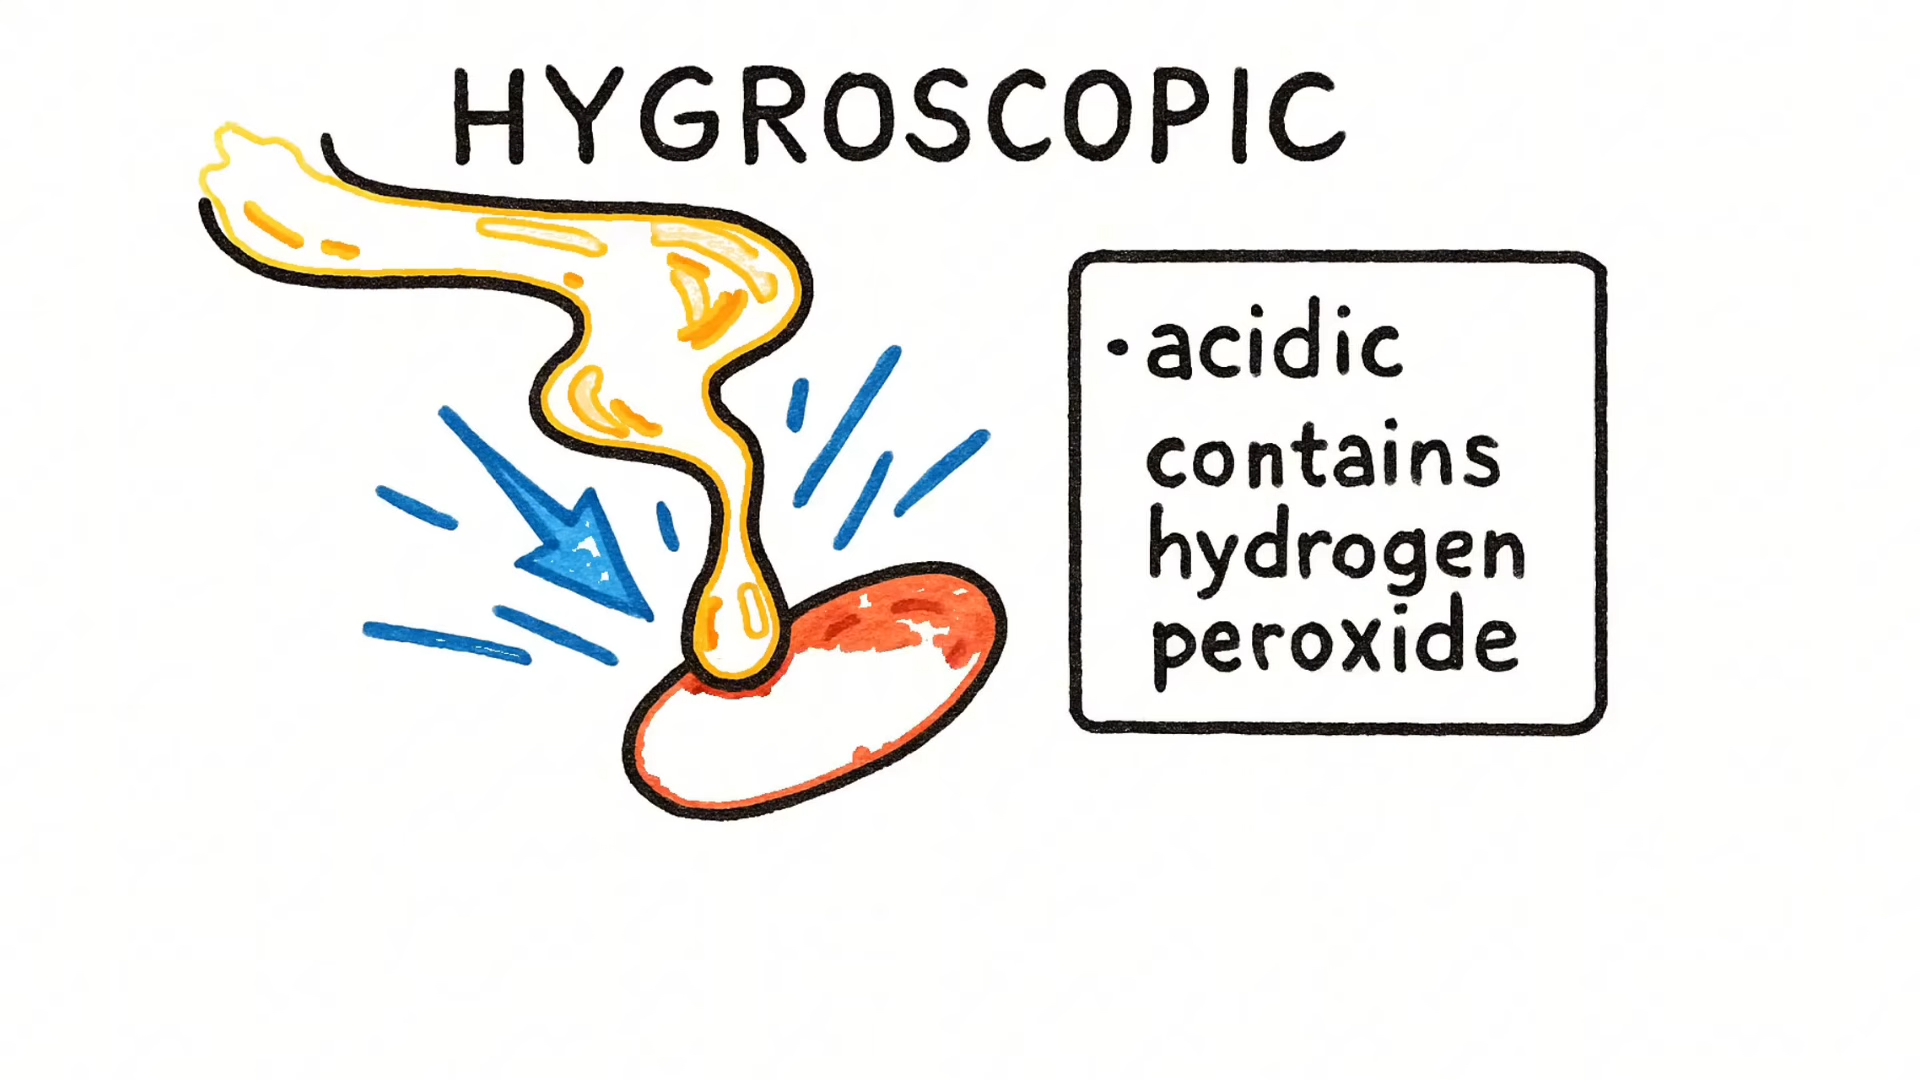 HYGROSCOPIC
• acidic
contains
hydrogen
peroxide